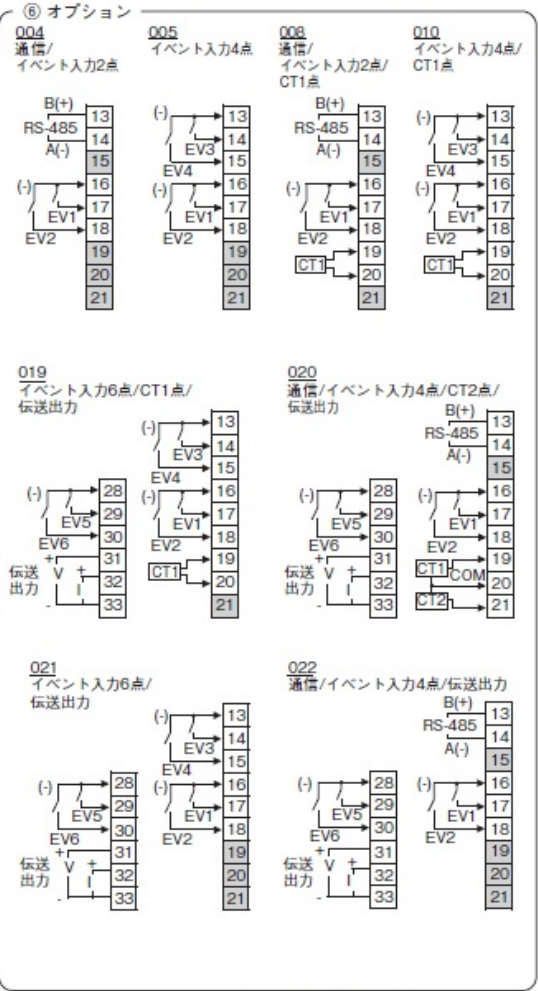 ⑥ オプション
004
通信/
イベント入力2点
B(+)
RS-485
A(-)
(-)
EV1
EV2
13
14
15
16
17
18
19
20
21
005
イベント入力4点
(-)
EV3
EV4
(-)
EV1
EV2
13
14
15
16
17
18
19
20
21
008
通信/
イベント入力2点/
CT1点
B(+)
RS-485
A(-)
(-)
EV1
EV2
CT1
13
14
15
16
17
18
19
20
21
010
イベント入力4点/
CT1点
(-)
EV3
EV4
(-)
EV1
EV2
CT1
13
14
15
16
17
18
19
20
21
019
イベント入力6点/CT1点/
伝送出力
(-)
EV5
EV6
伝送
出力
+
V
+
I
-
28
29
30
31
32
33
(-)
EV3
EV4
(-)
EV1
EV2
CT1
13
14
15
16
17
18
19
20
21
020
通信/イベント入力4点/CT2点/
伝送出力
(-)
EV5
EV6
伝送
出力
+
V
+
I
-
28
29
30
31
32
33
B(+)
RS-485
A(-)
(-)
EV1
EV2
CT1
COM
CT2
13
14
15
16
17
18
19
20
21
021
イベント入力6点/
伝送出力
(-)
EV5
EV6
伝送
出力
+
V
+
I
-
28
29
30
31
32
33
(-)
EV3
EV4
(-)
EV1
EV2
13
14
15
16
17
18
19
20
21
022
通信/イベント入力4点/伝送出力
(-)
EV5
EV6
伝送
出力
+
V
+
I
-
28
29
30
31
32
33
B(+)
RS-485
A(-)
(-)
EV1
EV2
13
14
15
16
17
18
19
20
21